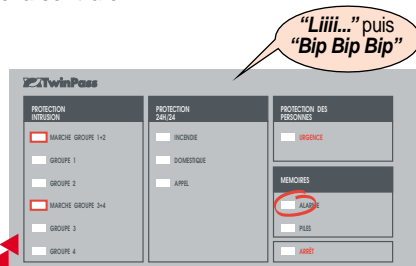 “Liiii...” puis
“Bip Bip Bip”
TwinPass
PROTECTION
INTRUSION
MARCHE GROUPE 1+2
GROUPE 1
GROUPE 2
MARCHE GROUPE 3+4
GROUPE 3
GROUPE 4
PROTECTION
24H/24
INCENDIE
DOMESTIQUE
APPEL
PROTECTION DES
PERSONNES
URGENCE
MEMOIRES
ALARME
PILES
ARRÊT